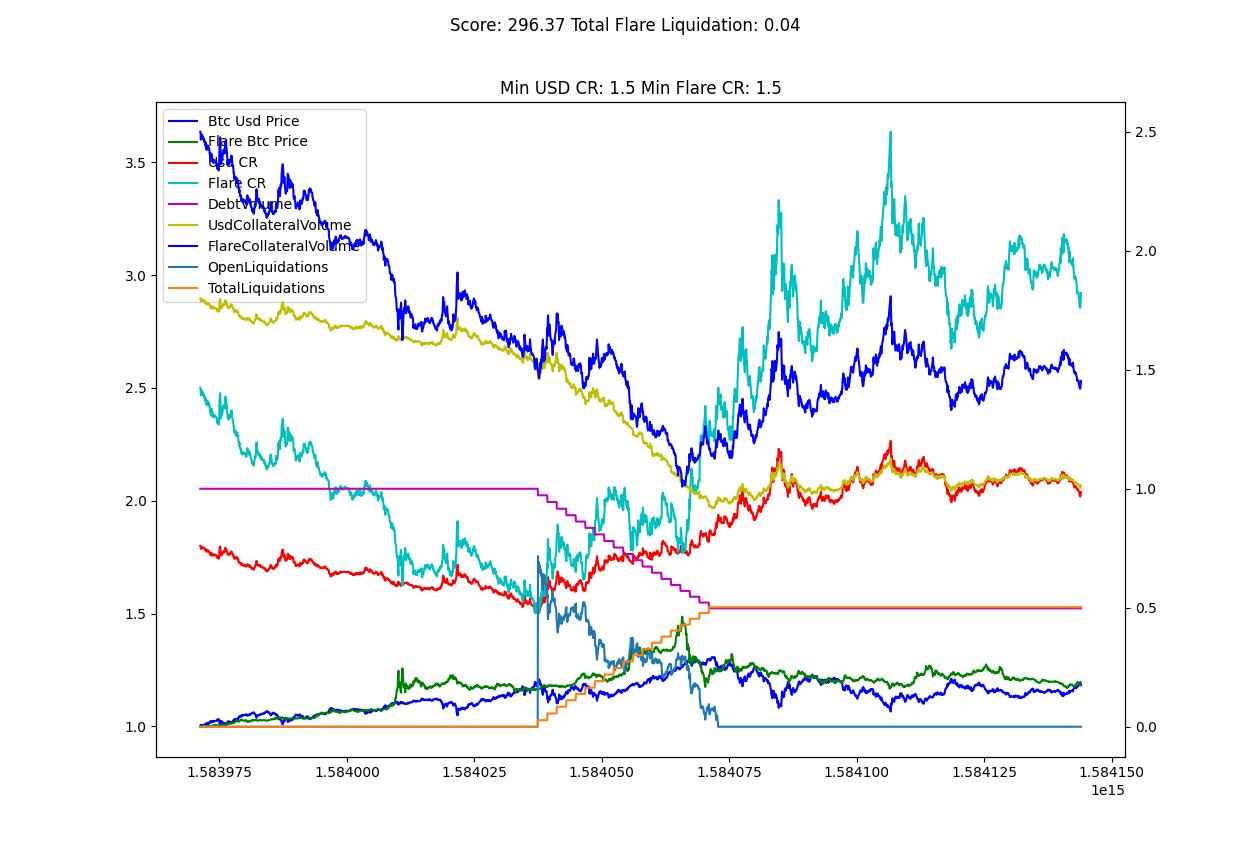 Score: 296.37 Total Flare Liquidation: 0.04
Min USD CR: 1.5 Min Flare CR: 1.5
Btc Usd Price
Flare Btc Price
Usd CR
Flare CR
DebtVolume
UsdCollateralVolume
FlareCollateralVolume
OpenLiquidations
TotalLiquidations
3.5
3.0
2.5
2.0
1.5
1.0
2.5
2.0
1.5
1.0
0.5
0.0
1.583975 1.584000 1.584025 1.584050 1.584075 1.584100 1.584125 1.584150
1e15